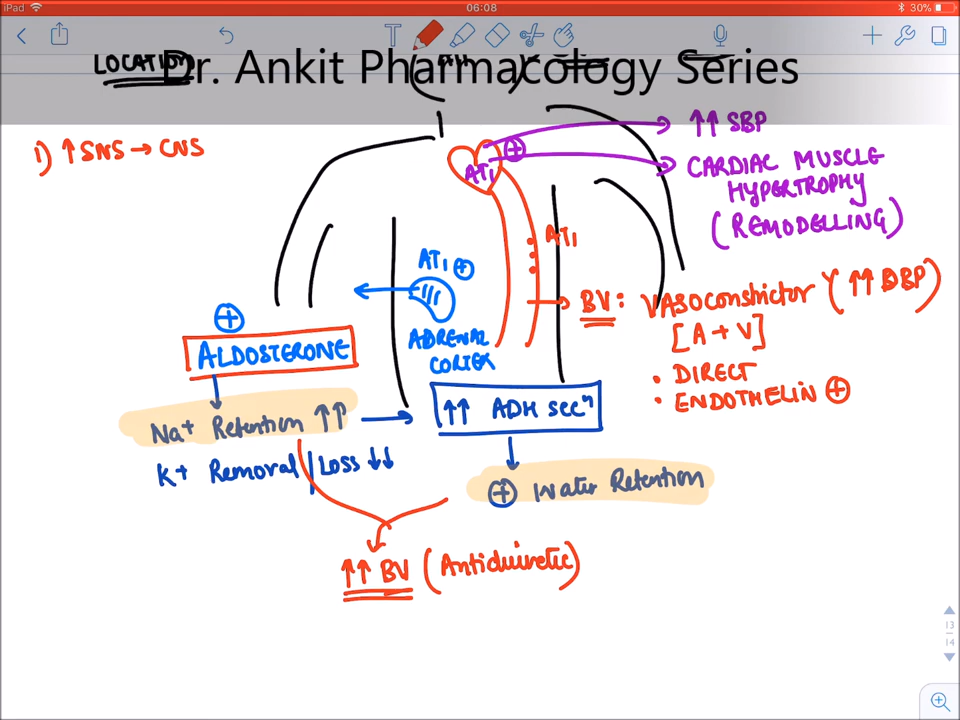 iPad
06:08
30%
T
LOCATION
Dr. Ankit Pharmacology Series
1) ↑ SNS → CNS
AT1 ⊕
↑↑ SBP
CARDIAC MUSCLE
HYPERTROPHY
(REMODELLING)
AT1
AT1 ⊕
BV: VASOCONSTRICTOR (↑↑ DBP)
[A + V]
• DIRECT
• ENDOTHELIN ⊕
ADRENAL
CORTEX
⊕
ALDOSTERONE
Na+ Retention ↑↑
K+ Removal / Loss ↓↓
↑↑ ADH secⁿ
⊕ Water Retention
↑↑ BV (Antidiuretic)
13
14